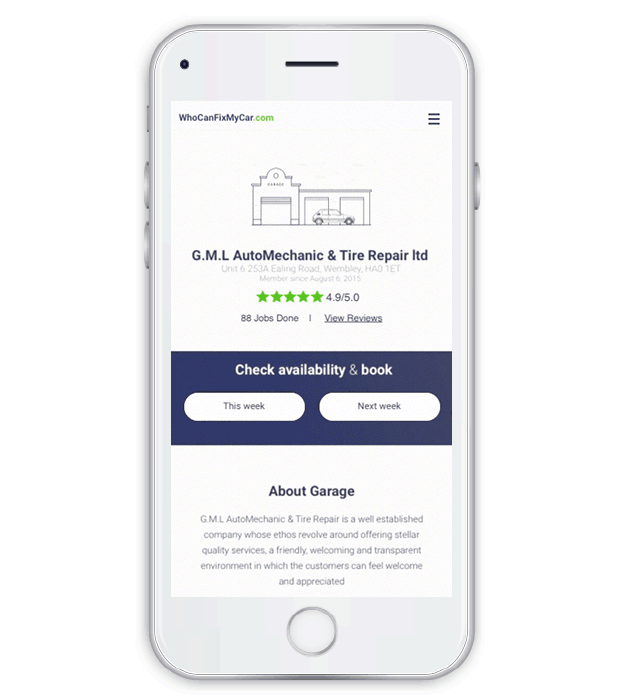 WhoCanFixMyCar.com
GARAGE
G.M.L AutoMechanic & Tire Repair ltd
Unit 6 253A Ealing Road, Wembley, HA0 1ET
Member since August 6, 2015
4.9/5.0
88 Jobs Done | View Reviews
Check availability & book
This week Next week
About Garage
G.M.L AutoMechanic & Tire Repair is a well established
company whose ethos revolve around offering stellar
quality services, a friendly, welcoming and transparent
environment in which the customers can feel welcome
and appreciated